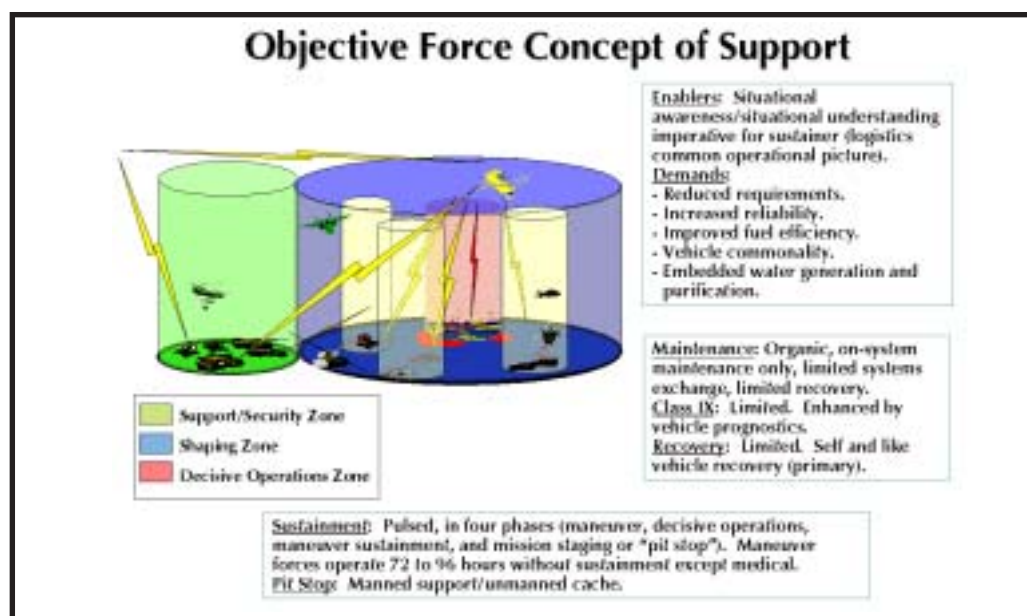 Objective Force Concept of Support
Enablers: Situational
awareness/situational understanding
imperative for sustainer (logistics
common operational picture).
Demands:
- Reduced requirements.
- Increased reliability.
- Improved fuel efficiency.
- Vehicle commonality.
- Embedded water generation and
purification.
Maintenance: Organic, on-system
maintenance only, limited systems
exchange, limited recovery.
Class IX: Limited. Enhanced by
vehicle prognostics.
Recovery: Limited. Self and like
vehicle recovery (primary).
Support/Security Zone
Shaping Zone
Decisive Operations Zone
Sustainment: Pulsed, in four phases (maneuver, decisive operations,
maneuver sustainment, and mission staging or "pit stop"). Maneuver
forces operate 72 to 96 hours without sustainment except medical.
Pit Stop: Manned support/unmanned cache.